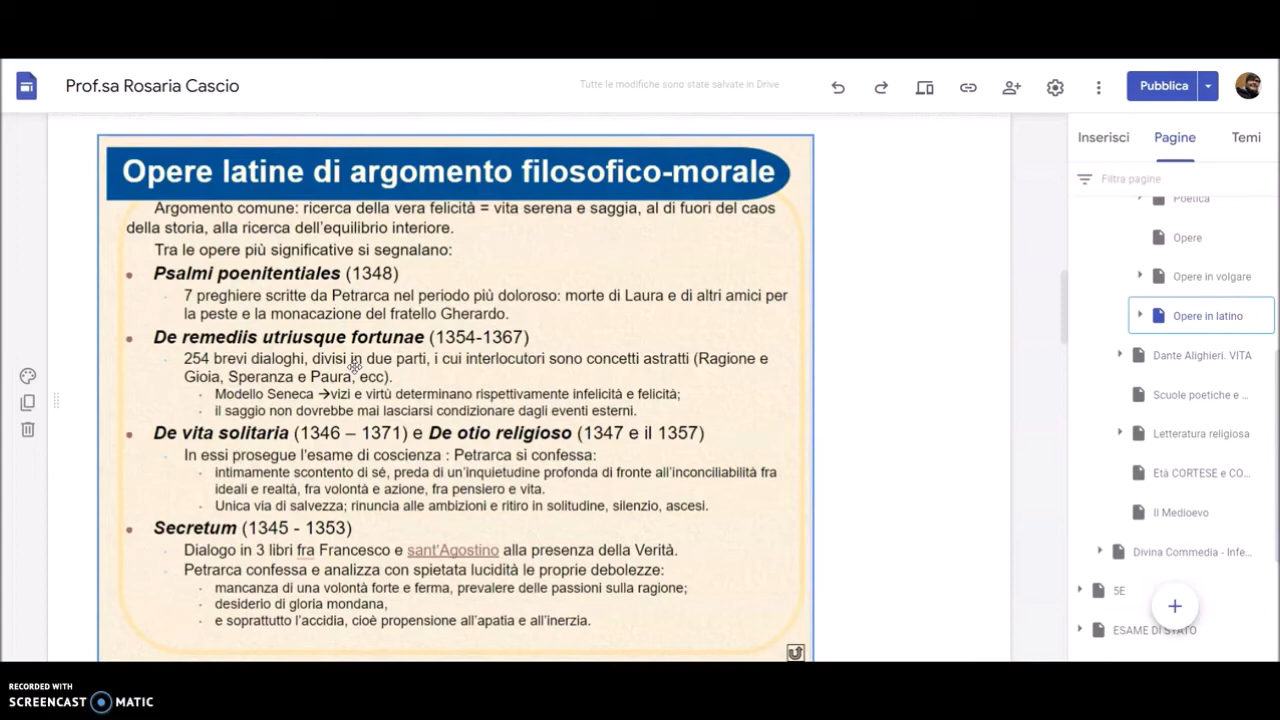 Prof.sa Rosaria Cascio
Tutte le modifiche sono state salvate in Drive
Pubblica
Inserisci
Pagine
Temi
Filtra pagine
Poetica
Opere
Opere in volgare
Opere in latino
Dante Alighieri. VITA
Scuole poetiche e ...
Letteratura religiosa
Età CORTESE e CO...
Il Medioevo
Divina Commedia - Infe...
5E
ESAME DI STATO
Opere latine di argomento filosofico-morale
Argomento comune: ricerca della vera felicità = vita serena e saggia, al di fuori del caos
della storia, alla ricerca dell'equilibrio interiore.
Tra le opere più significative si segnalano:
• Psalmi poenitentiales (1348)
7 preghiere scritte da Petrarca nel periodo più doloroso: morte di Laura e di altri amici per
la peste e la monacazione del fratello Gherardo.
• De remediis utriusque fortunae (1354-1367)
254 brevi dialoghi, divisi in due parti, i cui interlocutori sono concetti astratti (Ragione e
Gioia, Speranza e Paura, ecc).
Modello Seneca →vizi e virtù determinano rispettivamente infelicità e felicità;
il saggio non dovrebbe mai lasciarsi condizionare dagli eventi esterni.
• De vita solitaria (1346 – 1371) e De otio religioso (1347 e il 1357)
In essi prosegue l'esame di coscienza : Petrarca si confessa:
intimamente scontento di sé, preda di un'inquietudine profonda di fronte all'inconciliabilità fra
ideali e realtà, fra volontà e azione, fra pensiero e vita.
Unica via di salvezza; rinuncia alle ambizioni e ritiro in solitudine, silenzio, ascesi.
• Secretum (1345 - 1353)
Dialogo in 3 libri fra Francesco e sant'Agostino alla presenza della Verità.
Petrarca confessa e analizza con spietata lucidità le proprie debolezze:
mancanza di una volontà forte e ferma, prevalere delle passioni sulla ragione;
desiderio di gloria mondana,
e soprattutto l'accidia, cioè propensione all'apatia e all'inerzia.
RECORDED WITH
SCREENCAST MATIC